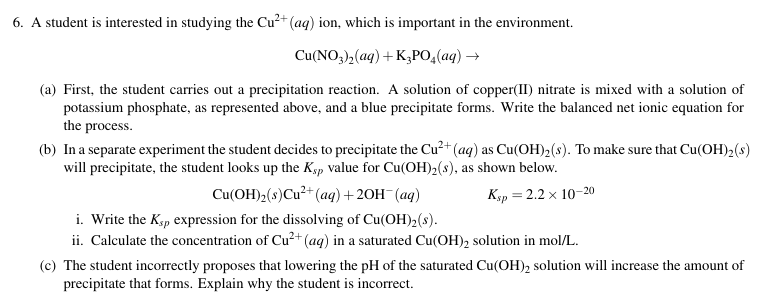 6. A student is interested in studying the Cu²⁺(aq) ion, which is important in the environment.
Cu(NO₃)₂(aq) + K₃PO₄(aq) →
(a) First, the student carries out a precipitation reaction. A solution of copper(II) nitrate is mixed with a solution of
potassium phosphate, as represented above, and a blue precipitate forms. Write the balanced net ionic equation for
the process.
(b) In a separate experiment the student decides to precipitate the Cu²⁺(aq) as Cu(OH)₂(s). To make sure that Cu(OH)₂(s)
will precipitate, the student looks up the Kₛₚ value for Cu(OH)₂(s), as shown below.
Cu(OH)₂(s)Cu²⁺(aq) + 2OH⁻(aq) Kₛₚ = 2.2 × 10⁻²⁰
i. Write the Kₛₚ expression for the dissolving of Cu(OH)₂(s).
ii. Calculate the concentration of Cu²⁺(aq) in a saturated Cu(OH)₂ solution in mol/L.
(c) The student incorrectly proposes that lowering the pH of the saturated Cu(OH)₂ solution will increase the amount of
precipitate that forms. Explain why the student is incorrect.